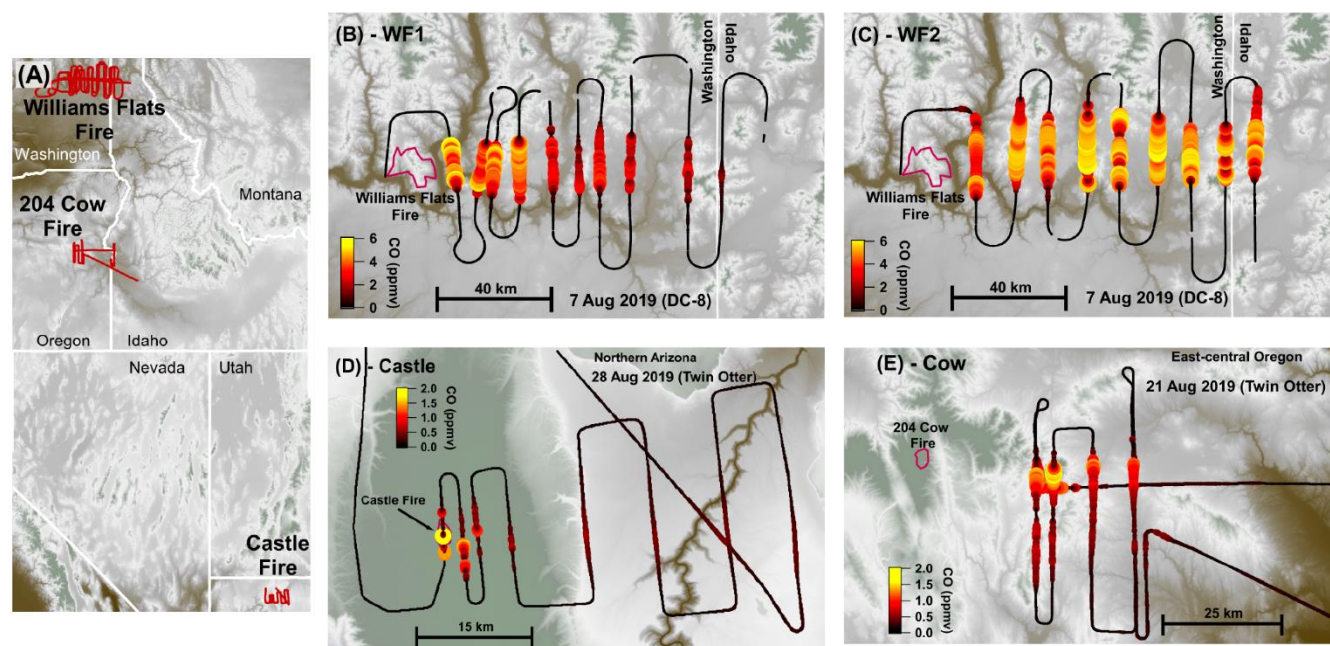 (A)
Williams Flats
Fire
Washington
204 Cow
Fire
Montana
Oregon
Idaho
Nevada
Utah
Castle
Fire
(B) - WF1
Washington
Idaho
Williams Flats
Fire
6
4
2
0
CO (ppmv)
40 km
7 Aug 2019 (DC-8)
(C) - WF2
Washington
Idaho
Williams Flats
Fire
6
4
2
0
CO (ppmv)
40 km
7 Aug 2019 (DC-8)
(D) - Castle
Northern Arizona
28 Aug 2019 (Twin Otter)
2.0
1.5
1.0
0.5
0.0
CO (ppmv)
Castle Fire
15 km
(E) - Cow
East-central Oregon
21 Aug 2019 (Twin Otter)
204 Cow
Fire
2.0
1.5
1.0
0.5
0.0
CO (ppmv)
25 km